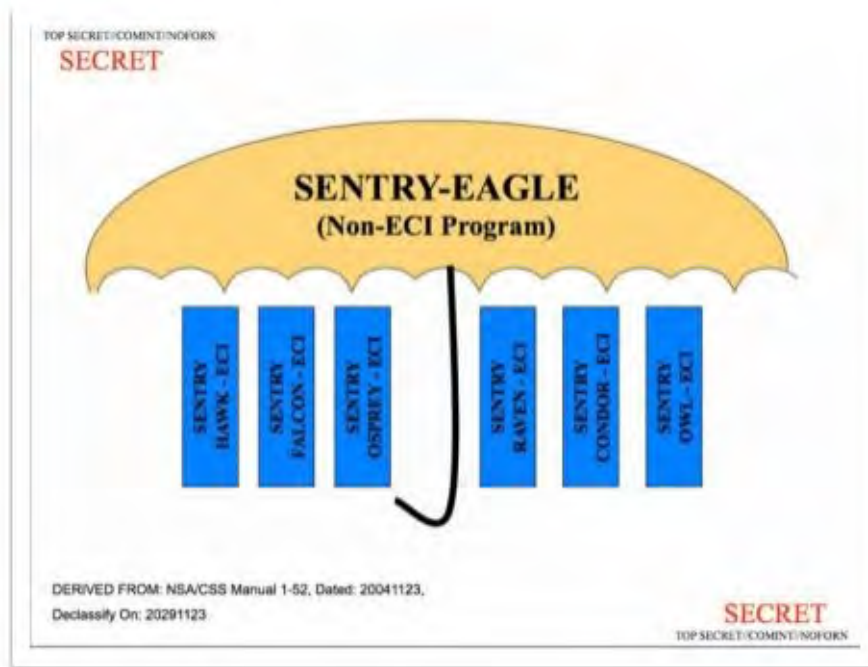 TOP SECRET//COMINT//NOFORN
SECRET
SENTRY-EAGLE
(Non-ECI Program)
SENTRY
HAWK - ECI
SENTRY
FALCON - ECI
SENTRY
OSPREY - ECI
SENTRY
RAVEN - ECI
SENTRY
CONDOR - ECI
SENTRY
OWL - ECI
DERIVED FROM: NSA/CSS Manual 1-52, Dated: 20041123,
Declassify On: 20291123
SECRET
TOP SECRET//COMINT//NOFORN